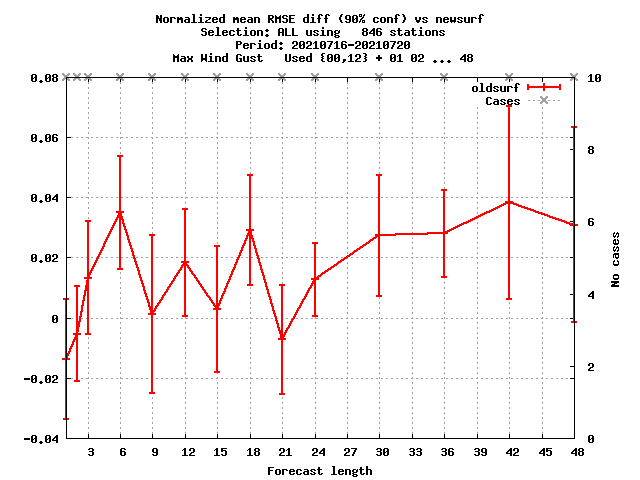 Normalized mean RMSE diff (90% conf) vs newsurf
Selection: ALL using   846 stations
Period: 20210716-20210720
Max Wind Gust   Used {00,12} + 01 02 ... 48
0.08
0.06
0.04
0.02
0
-0.02
-0.04
10
8
6
4
2
0
oldsurf
Cases
No cases
3 6 9 12 15 18 21 24 27 30 33 36 39 42 45 48
Forecast length